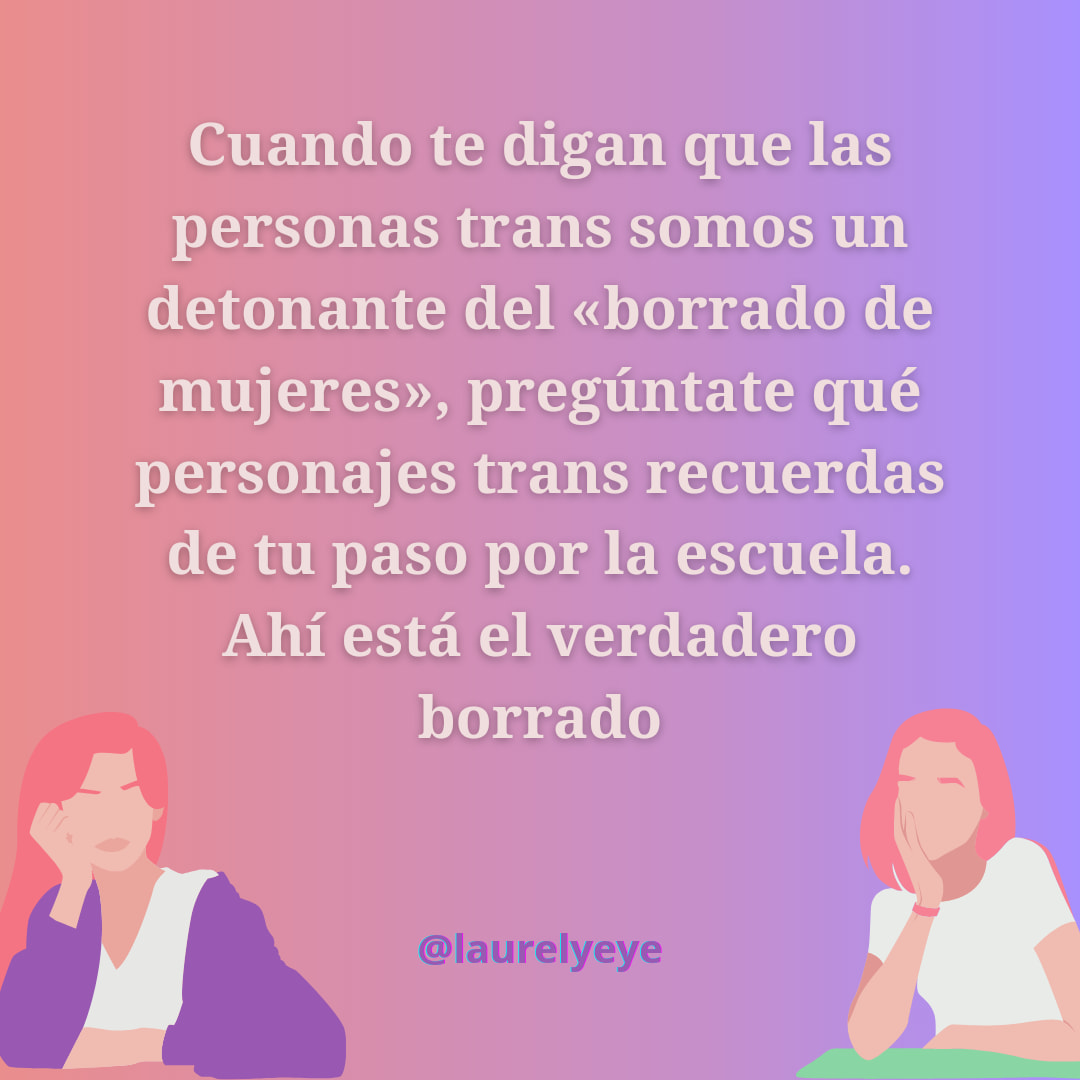 Cuando te digan que las
personas trans somos un
detonante del «borrado de
mujeres», pregúntate qué
personajes trans recuerdas
de tu paso por la escuela.
Ahí está el verdadero
borrado
@laurelyeye